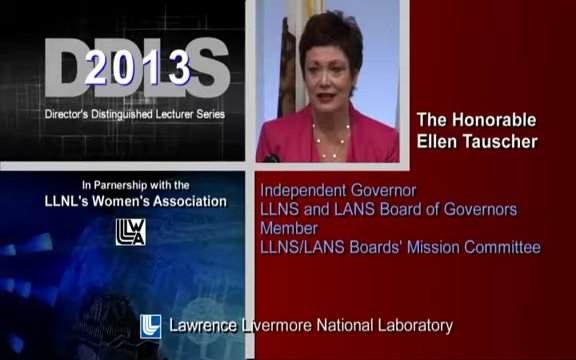 DDLS
2013
Director's Distinguished Lecturer Series
The Honorable
Ellen Tauscher
In Parnership with the
LLNL's Women's Association
LLWA
Independent Governor
LLNS and LANS Board of Governors
Member
LLNS/LANS Boards' Mission Committee
Lawrence Livermore National Laboratory